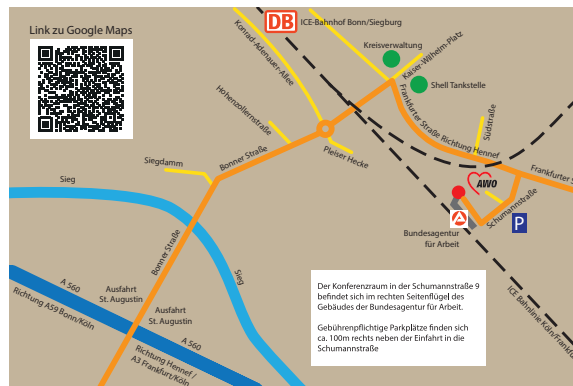 Link zu Google Maps
DB
ICE-Bahnhof Bonn/Siegburg
Konrad-Adenauer-Allee
Kreisverwaltung
Kaiser-Wilhelm-Platz
Shell Tankstelle
Hohenzollernstraße
Frankfurter Straße Richtung Hennef
Südstraße
Siegdamm
Bonner Straße
Pleiser Hecke
Frankfurter S
Sieg
AWO
Schumannstraße
P
Bundesagentur
für Arbeit
Bonner Straße
Sieg
A 560
Richtung A59 Bonn/Köln
Ausfahrt
St. Augustin
Ausfahrt
St. Augustin
A 560
Richtung Hennef /
A3 Frankfurt/Köln
ICE Bahnlinie Köln/Frankfu
Der Konferenzraum in der Schumannstraße 9
befindet sich im rechten Seitenflügel des
Gebäudes der Bundesagentur für Arbeit.
Gebührenpflichtige Parkplätze finden sich
ca. 100m rechts neben der Einfahrt in die
Schumannstraße